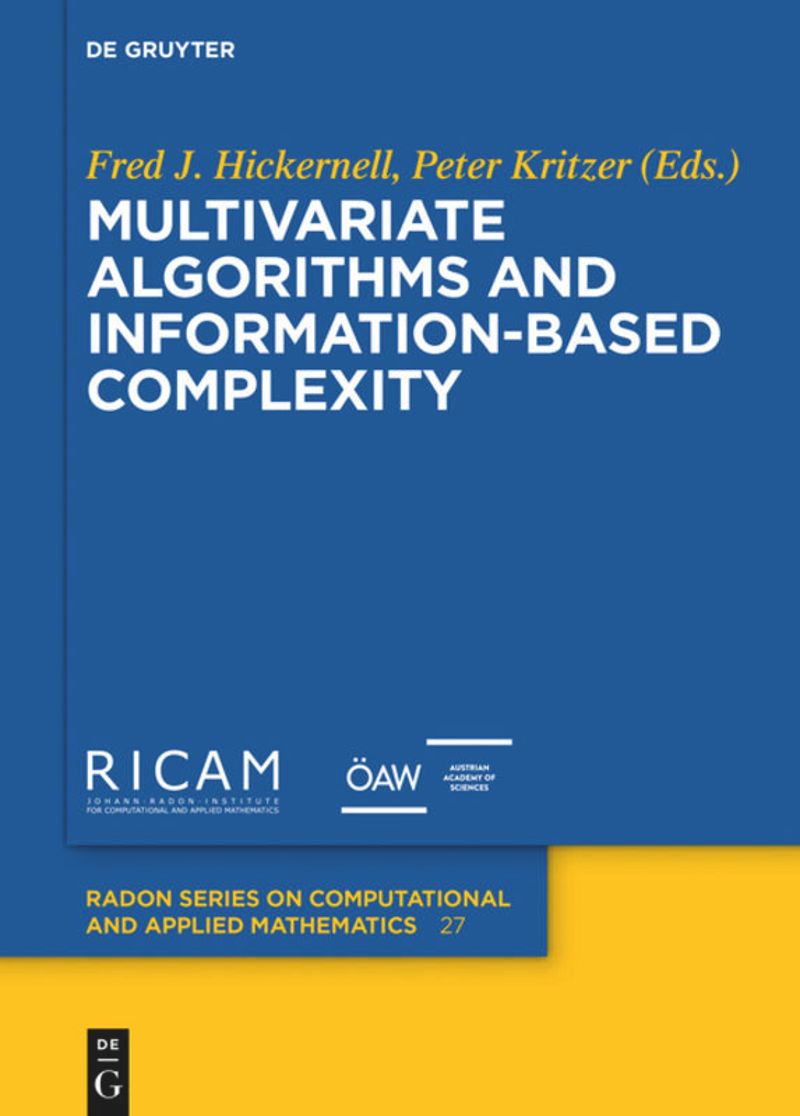 DE GRUYTER
Fred J. Hickernell, Peter Kritzer (Eds.)
MULTIVARIATE
ALGORITHMS AND
INFORMATION-BASED
COMPLEXITY
RICAM
JOHANN·RADON·INSTITUTE
FOR COMPUTATIONAL AND APPLIED MATHEMATICS
ÖAW
AUSTRIAN
ACADEMY OF
SCIENCES
RADON SERIES ON COMPUTATIONAL
AND APPLIED MATHEMATICS 27
DE
G